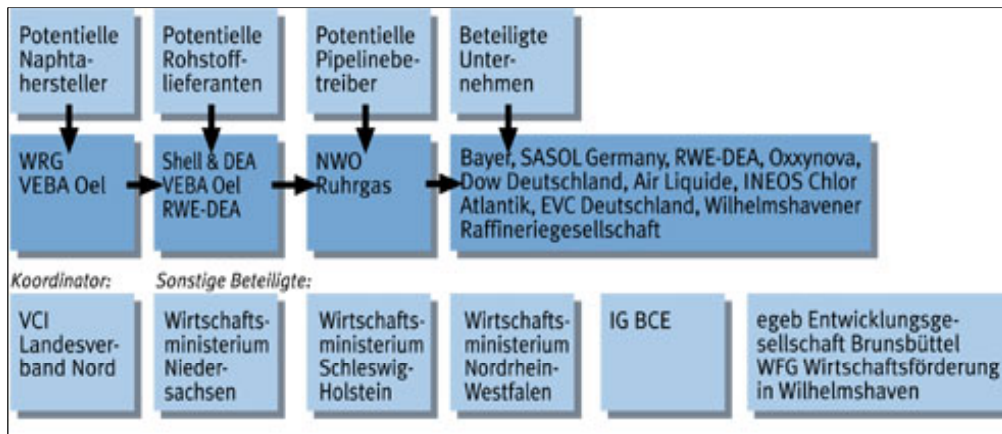 Potentielle
Naphta-
hersteller
Potentielle
Rohstoff-
lieferanten
Potentielle
Pipelinebe-
treiber
Beteiligte
Unter-
nehmen
WRG
VEBA Oel
Shell & DEA
VEBA Oel
RWE-DEA
NWO
Ruhrgas
Bayer, SASOL Germany, RWE-DEA, Oxxynova,
Dow Deutschland, Air Liquide, INEOS Chlor
Atlantik, EVC Deutschland, Wilhelmshavener
Raffineriegesellschaft
Koordinator:
Sonstige Beteiligte:
VCI
Landesver-
band Nord
Wirtschafts-
ministerium
Nieder-
sachsen
Wirtschafts-
ministerium
Schleswig-
Holstein
Wirtschafts-
ministerium
Nordrhein-
Westfalen
IG BCE
egeb Entwicklungsge-
sellschaft Brunsbüttel
WFG Wirtschaftsförderung
in Wilhelmshaven